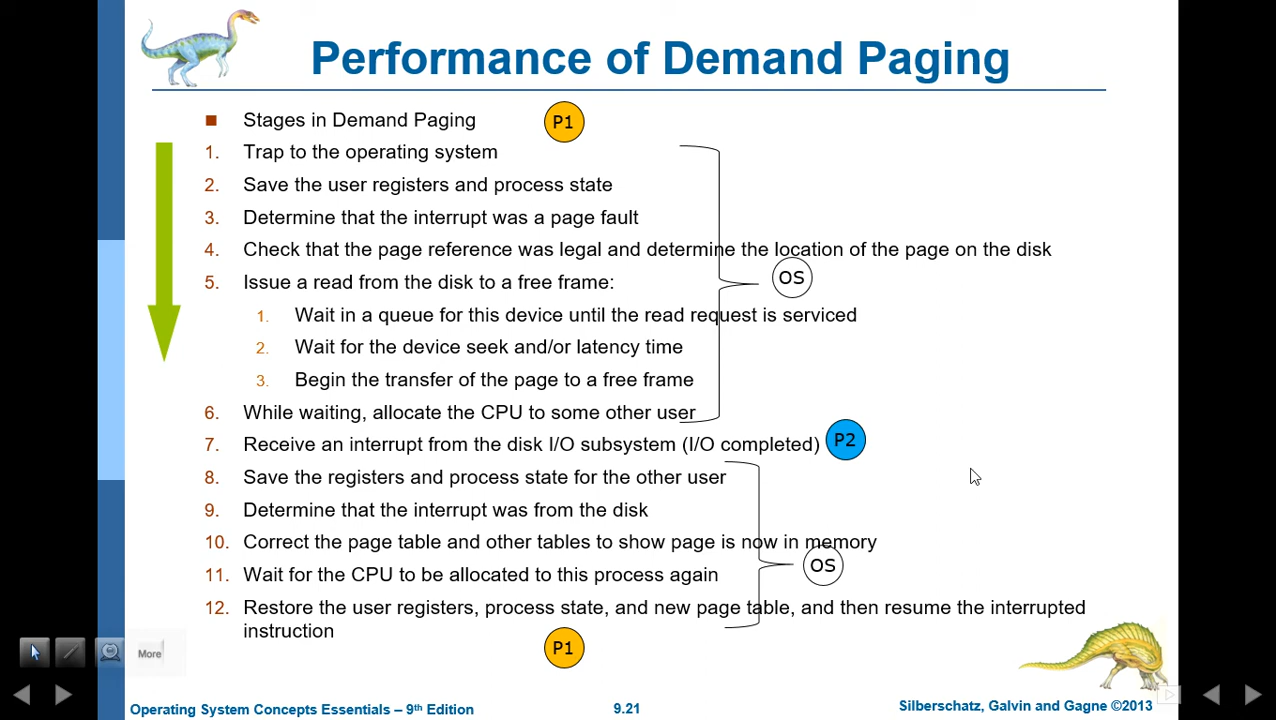 Performance of Demand Paging
■ Stages in Demand Paging P1
1. Trap to the operating system
2. Save the user registers and process state
3. Determine that the interrupt was a page fault
4. Check that the page reference was legal and determine the location of the page on the disk
5. Issue a read from the disk to a free frame: OS
1. Wait in a queue for this device until the read request is serviced
2. Wait for the device seek and/or latency time
3. Begin the transfer of the page to a free frame
6. While waiting, allocate the CPU to some other user
7. Receive an interrupt from the disk I/O subsystem (I/O completed) P2
8. Save the registers and process state for the other user
9. Determine that the interrupt was from the disk
10. Correct the page table and other tables to show page is now in memory
11. Wait for the CPU to be allocated to this process again OS
12. Restore the user registers, process state, and new page table, and then resume the interrupted
instruction
P1
More
Operating System Concepts Essentials – 9th Edition 9.21 Silberschatz, Galvin and Gagne ©2013